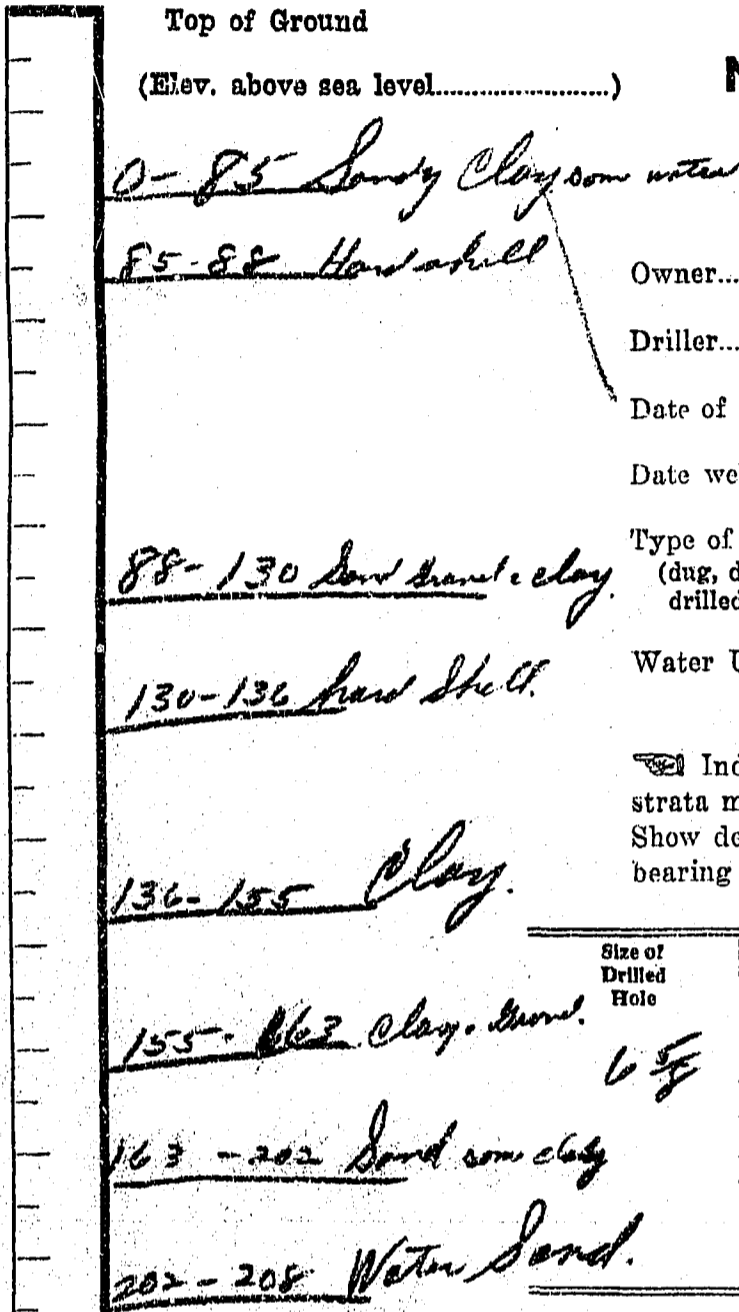 Top of Ground
(Elev. above sea level......................)
N
0 - 85 Sandy Clay som water
85-88 Hard shell
Owner...
Driller...
Date of
Date we
88-130 Sand Gravel & clay.
Type of
(dug, d
drilled
130-136 hard Shell.
Water U
☞ Ind
strata m
Show de
bearing
136-155 Clay.
Size of
Drilled
Hole
155-163 Clay. Gravel.
6 5/8
163 - 202 Sand som clay
202 - 208 Water Sand.